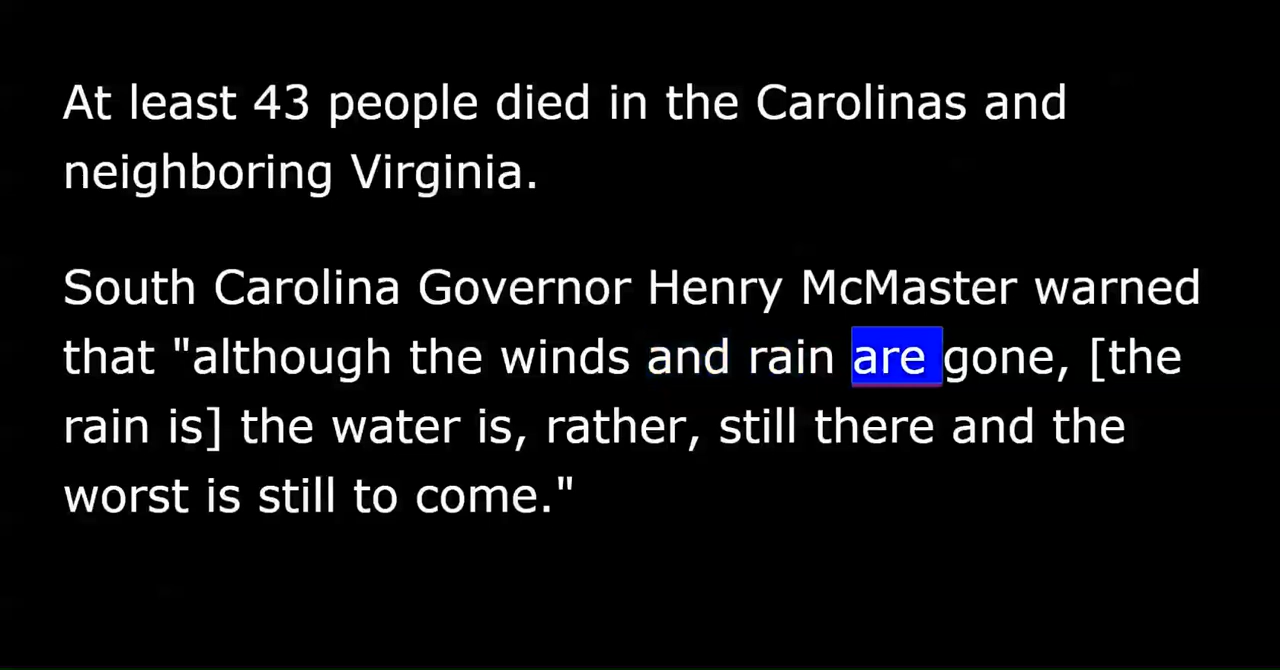 At least 43 people died in the Carolinas and
neighboring Virginia.
South Carolina Governor Henry McMaster warned
that "although the winds and rain are gone, [the
rain is] the water is, rather, still there and the
worst is still to come."